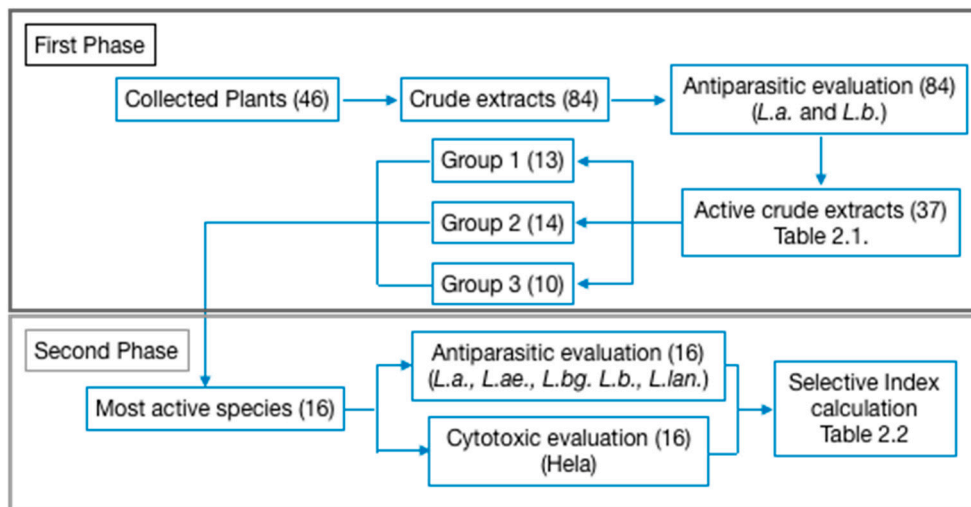 First Phase
Collected Plants (46)
Crude extracts (84)
Antiparasitic evaluation (84)
(L.a. and L.b.)
Group 1 (13)
Group 2 (14)
Group 3 (10)
Active crude extracts (37)
Table 2.1.
Second Phase
Most active species (16)
Antiparasitic evaluation (16)
(L.a., L.ae., L.bg. L.b., L.lan.)
Cytotoxic evaluation (16)
(Hela)
Selective Index
calculation
Table 2.2